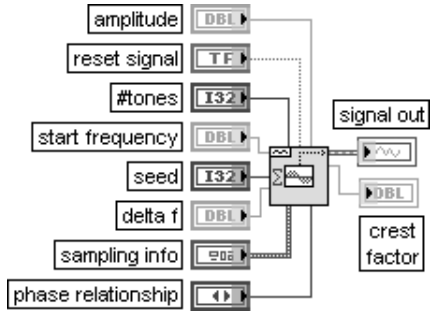 amplitude DBL
reset signal TF
#tones I32
signal out
start frequency DBL
seed I32
DBL
delta f DBL
crest
factor
sampling info
phase relationship